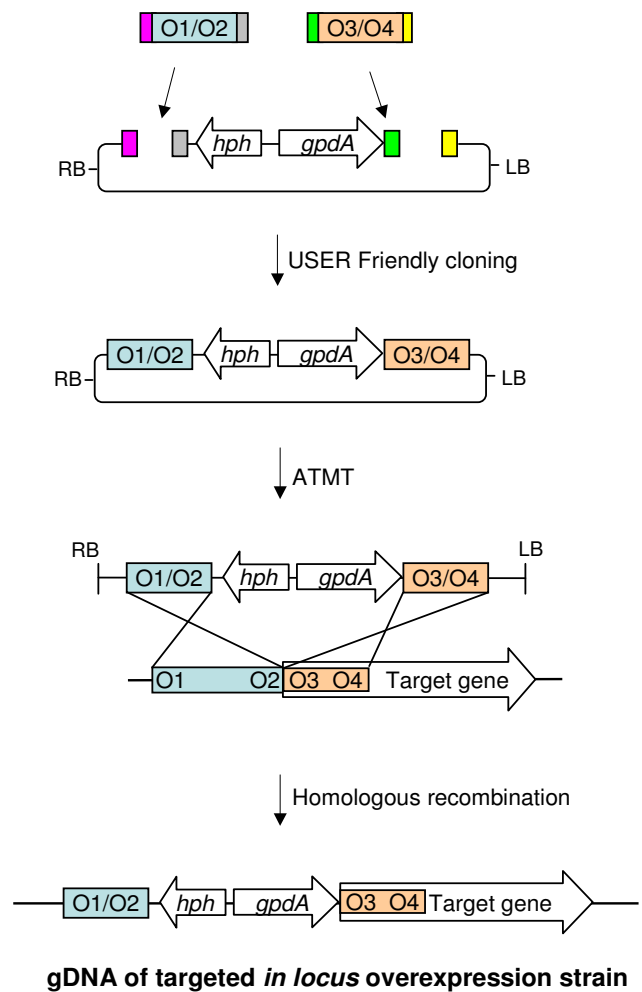 O1/O2 O3/O4
hph gpdA
RB LB
USER Friendly cloning
O1/O2 hph gpdA O3/O4
RB LB
ATMT
RB LB
O1/O2 hph gpdA O3/O4
O1 O2 O3 O4 Target gene
Homologous recombination
O1/O2 hph gpdA O3 O4 Target gene
gDNA of targeted in locus overexpression strain